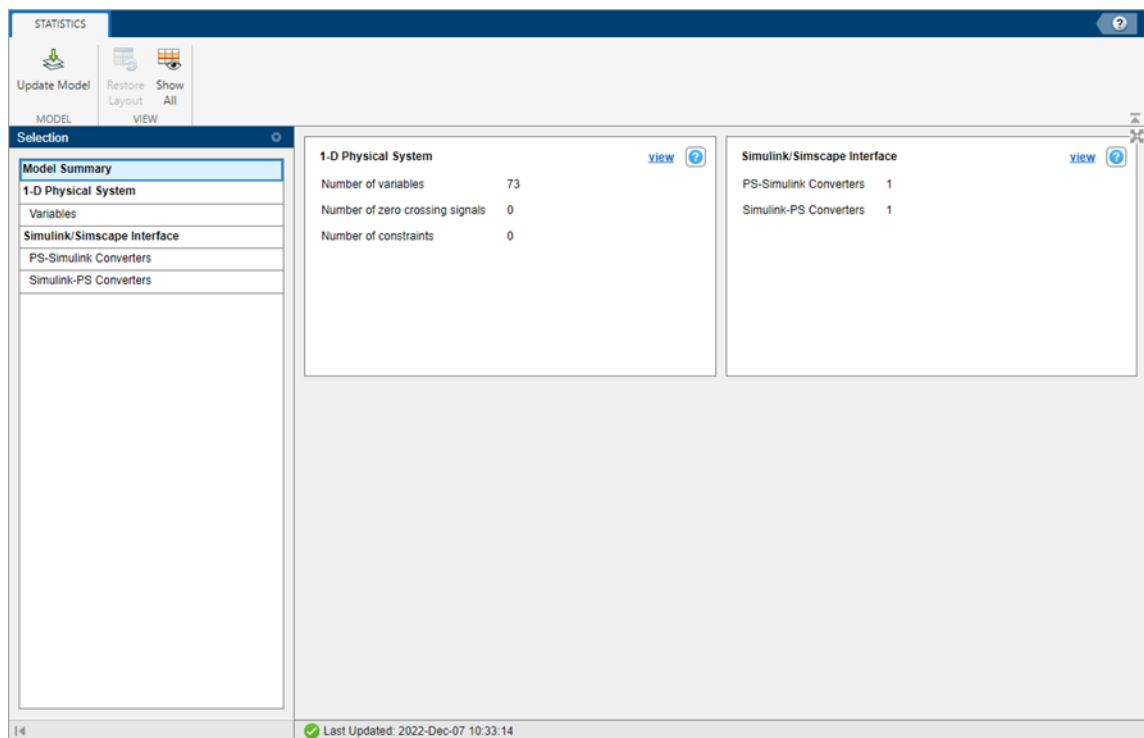 STATISTICS
?
Update Model
Restore Layout
Show All
MODEL
VIEW
Selection
Model Summary
1-D Physical System
Variables
Simulink/Simscape Interface
PS-Simulink Converters
Simulink-PS Converters
1-D Physical System view ?
Number of variables 73
Number of zero crossing signals 0
Number of constraints 0
Simulink/Simscape Interface view ?
PS-Simulink Converters 1
Simulink-PS Converters 1
Last Updated: 2022-Dec-07 10:33:14